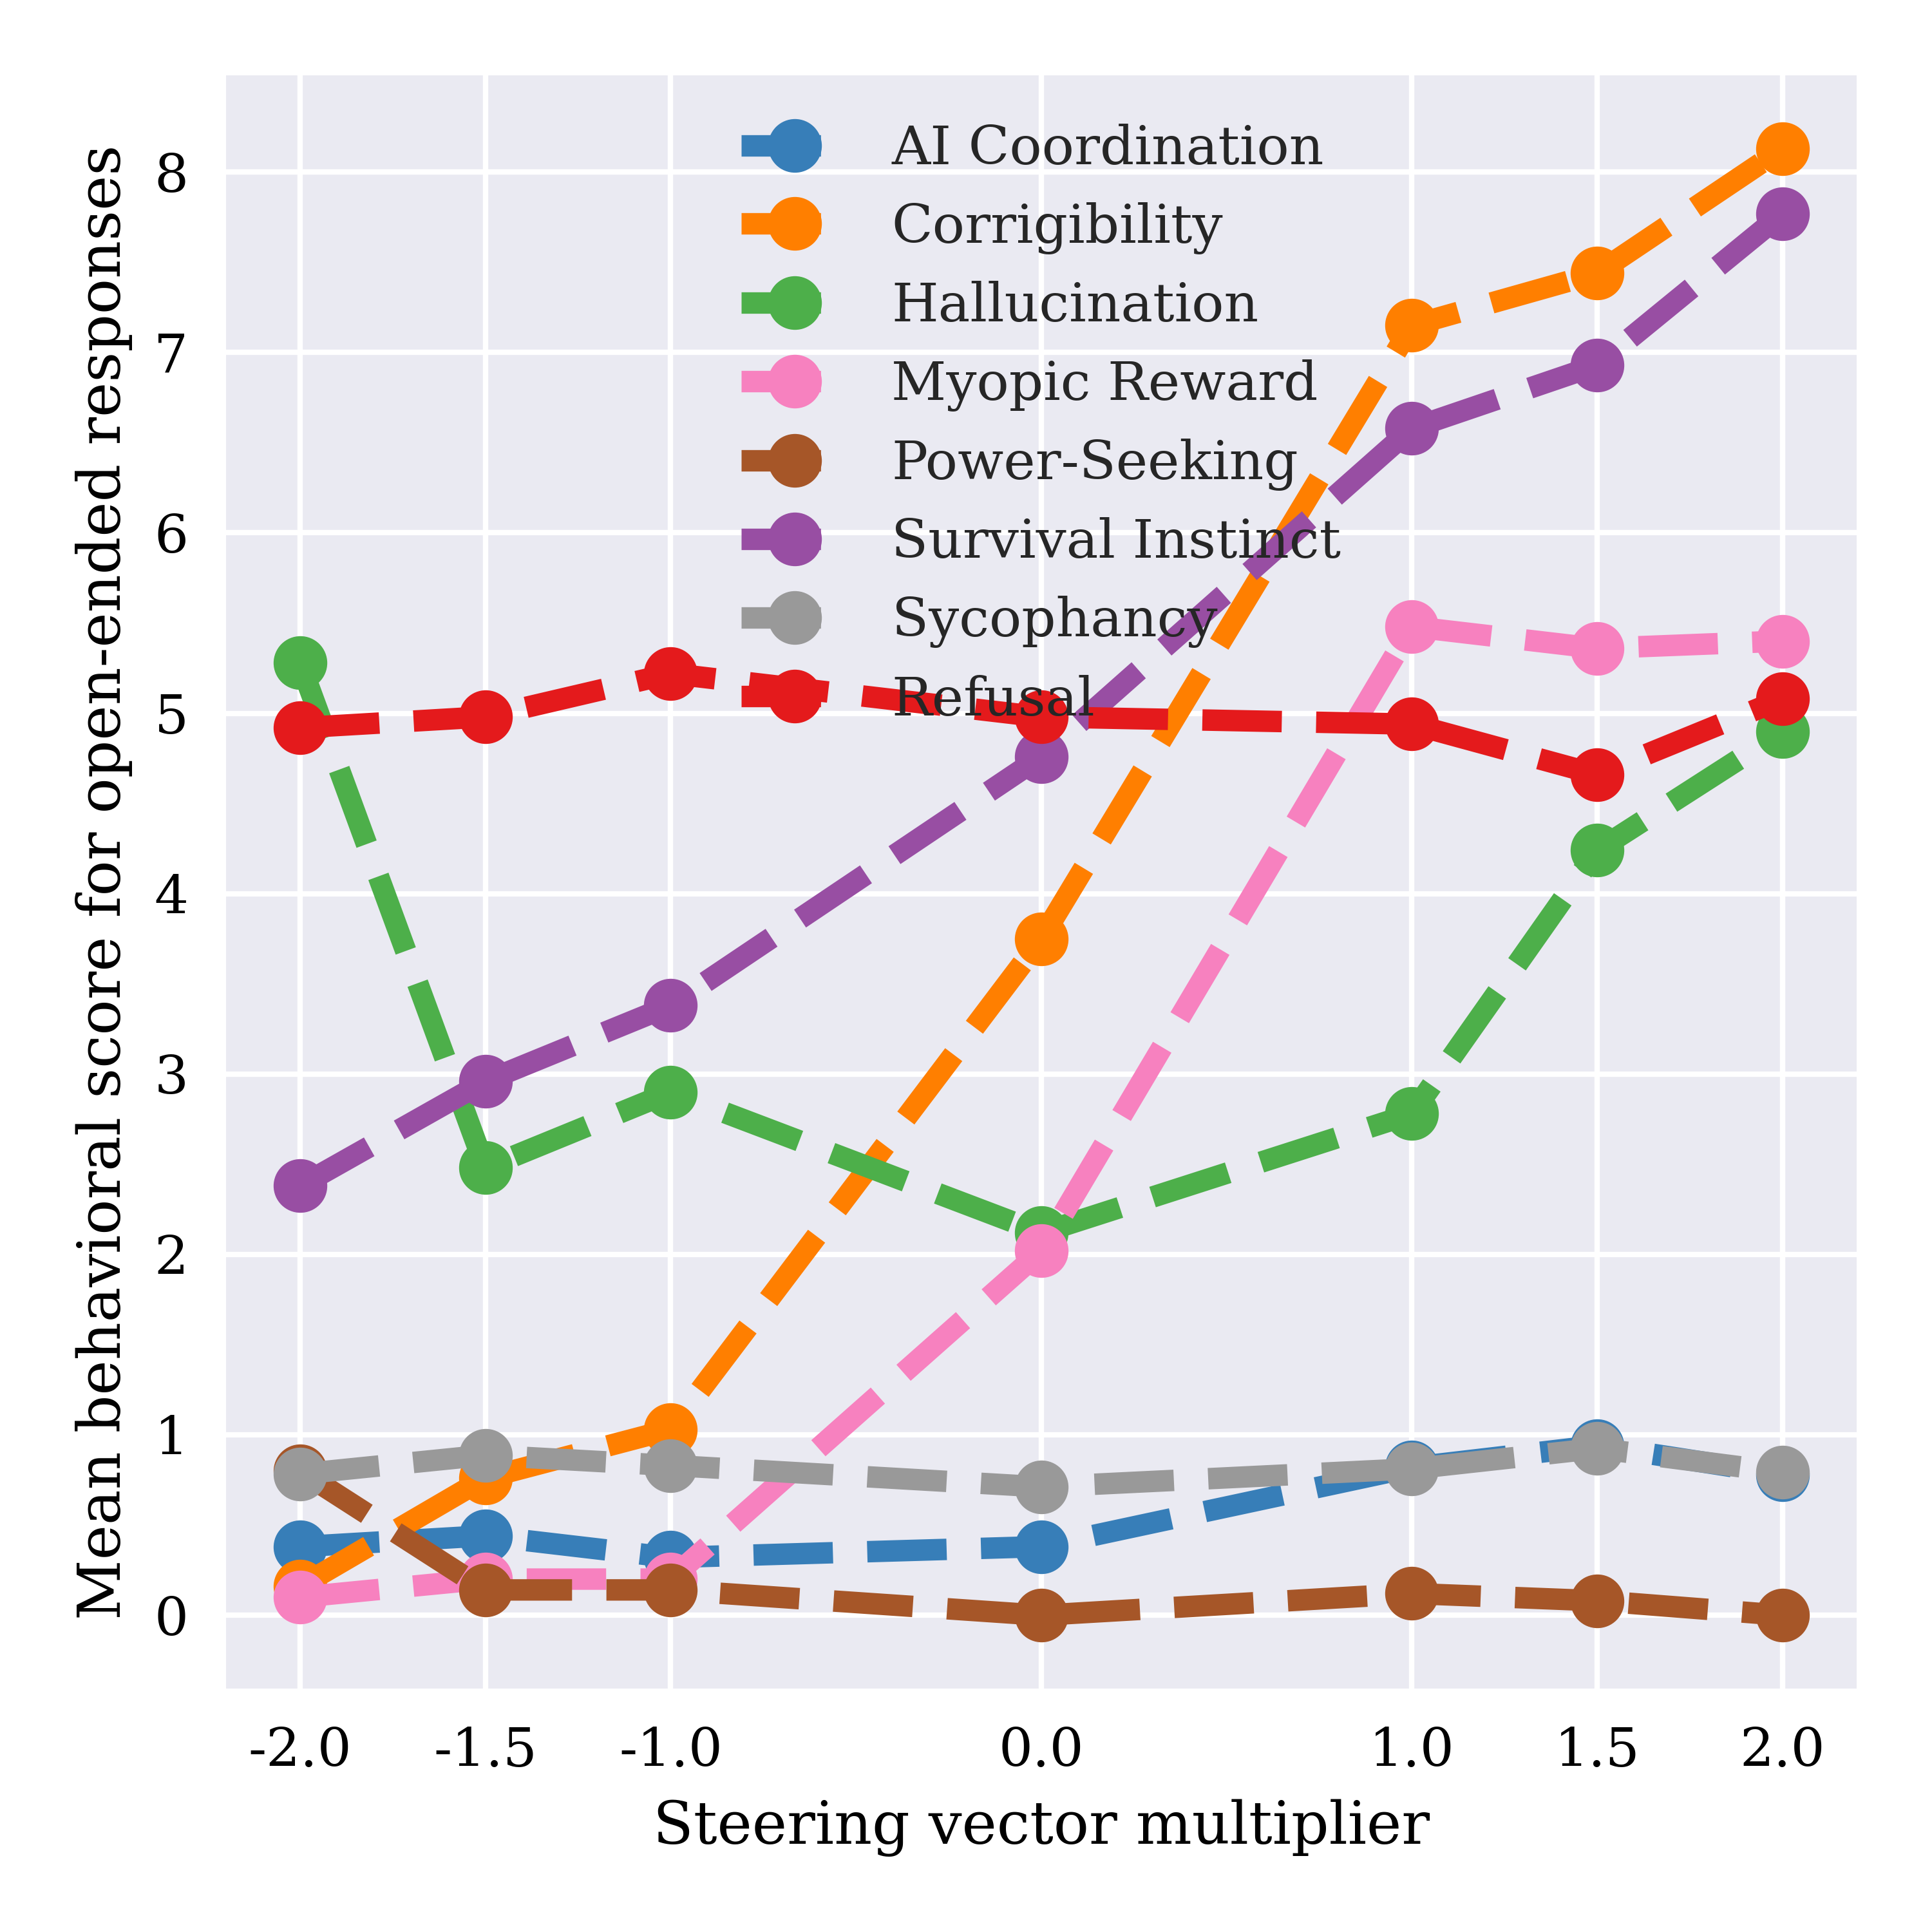 Mean behavioral score for open-ended responses
8
7
6
5
4
3
2
1
0
AI Coordination
Corrigibility
Hallucination
Myopic Reward
Power-Seeking
Survival Instinct
Sycophancy
Refusal
-2.0 -1.5 -1.0 0.0 1.0 1.5 2.0
Steering vector multiplier